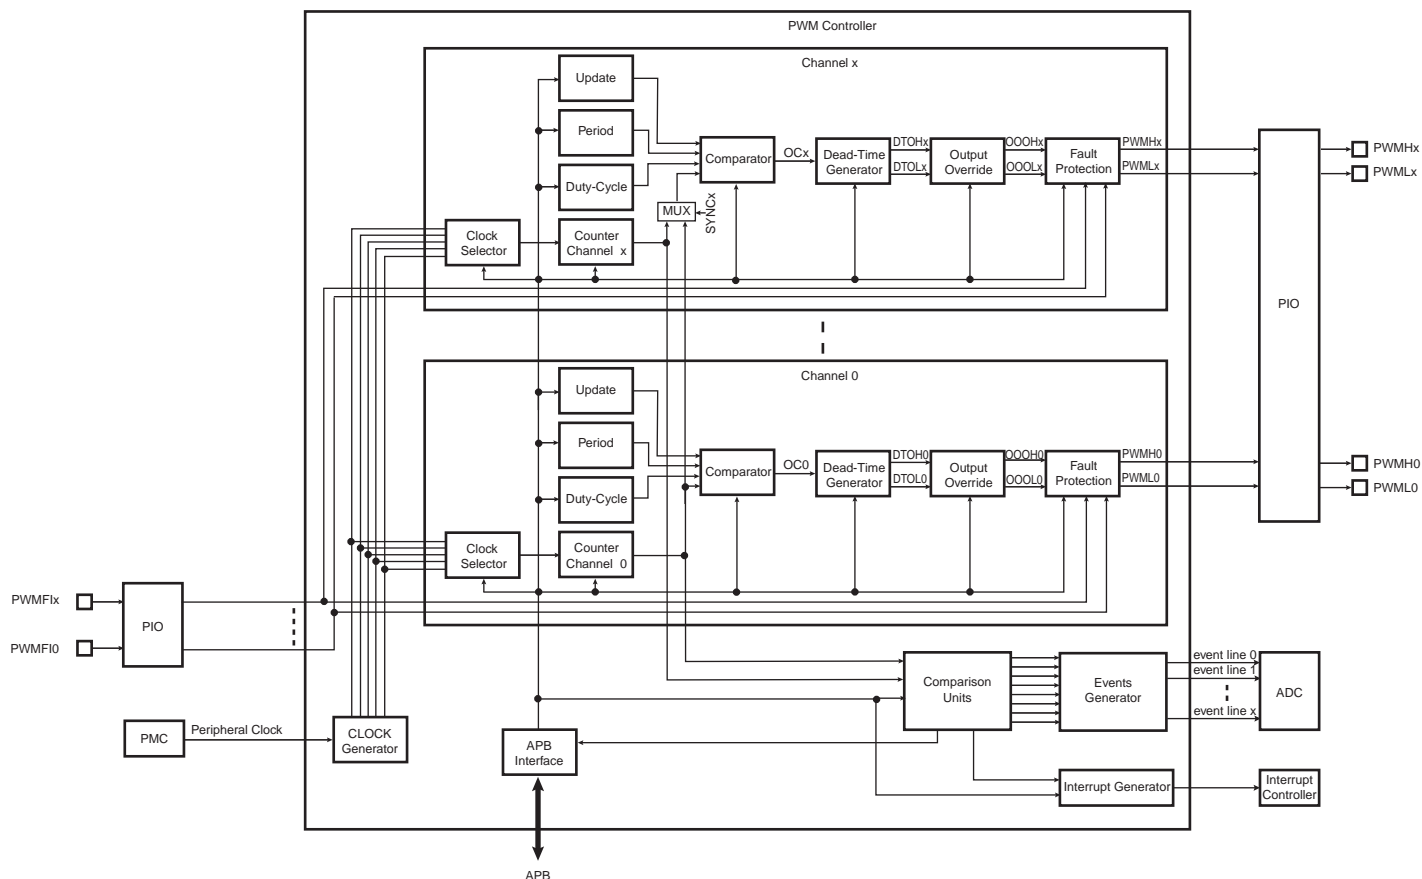 PWM Controller
Channel x
Update
Period
Duty-Cycle
Clock
Selector
Counter
Channel x
MUX
SYNCx
Comparator
OCx
Dead-Time
Generator
DTOHx
DTOLx
Output
Override
OOOHx
OOOLx
Fault
Protection
PWMHx
PWMLx
PIO
PWMHx
PWMLx
Channel 0
Update
Period
Duty-Cycle
Clock
Selector
Counter
Channel 0
Comparator
OC0
Dead-Time
Generator
DTOH0
DTOL0
Output
Override
OOOH0
OOOL0
Fault
Protection
PWMH0
PWML0
PWMH0
PWML0
PWMFIx
PWMFI0
PIO
PMC
Peripheral Clock
CLOCK
Generator
APB
Interface
APB
Comparison
Units
Events
Generator
event line 0
event line 1
event line x
ADC
Interrupt Generator
Interrupt
Controller